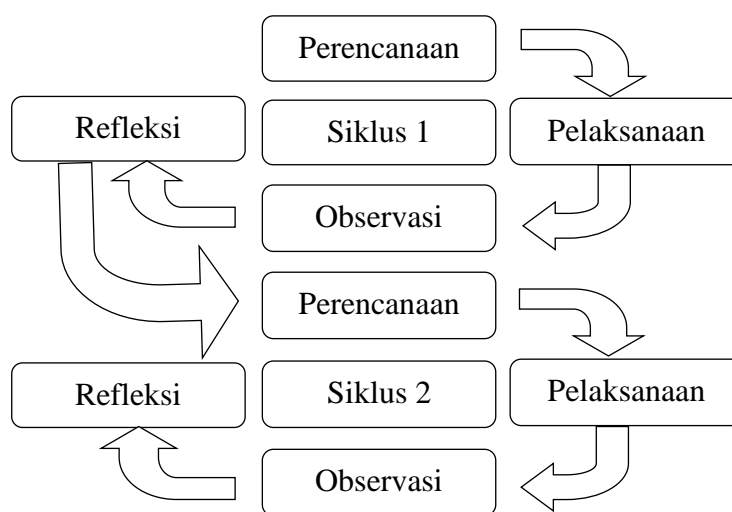 Perencanaan
Refleksi
Siklus 1
Pelaksanaan
Observasi
Perencanaan
Refleksi
Siklus 2
Pelaksanaan
Observasi